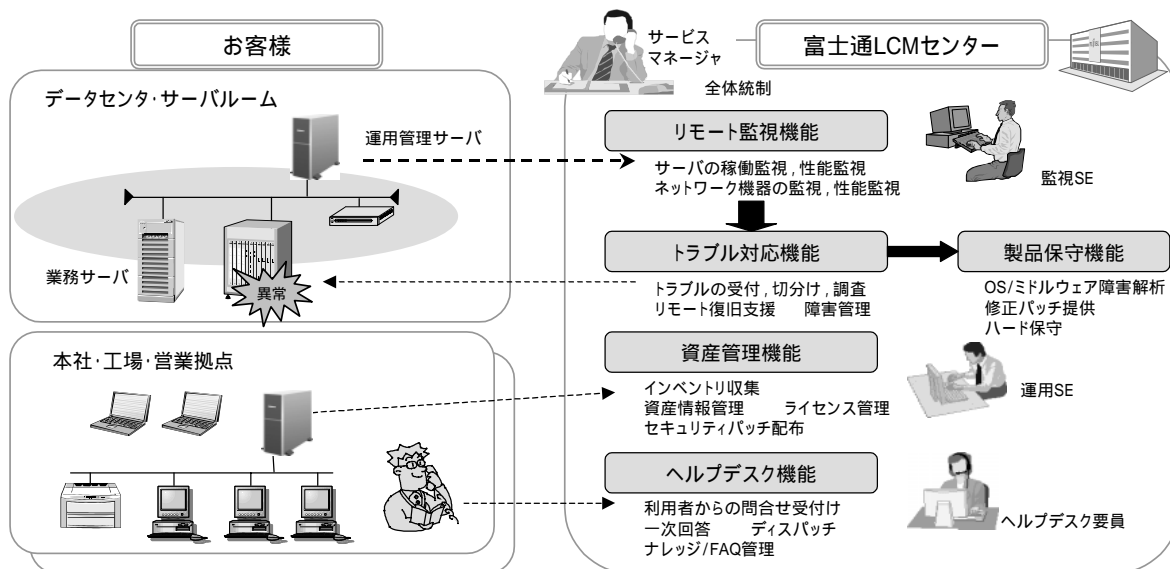 お客様
データセンタ・サーバルーム
運用管理サーバ
業務サーバ
異常
本社・工場・営業拠点
サービス
マネージャ
富士通LCMセンター
全体統制
リモート監視機能
サーバの稼働監視,性能監視
ネットワーク機器の監視,性能監視
監視SE
トラブル対応機能
トラブルの受付,切分け,調査
リモート復旧支援 障害管理
製品保守機能
OS/ミドルウェア障害解析
修正パッチ提供
ハード保守
資産管理機能
インベントリ収集
資産情報管理 ライセンス管理
セキュリティパッチ配布
運用SE
ヘルプデスク機能
利用者からの問合せ受付け
一次回答 ディスパッチ
ナレッジ/FAQ管理
ヘルプデスク要員